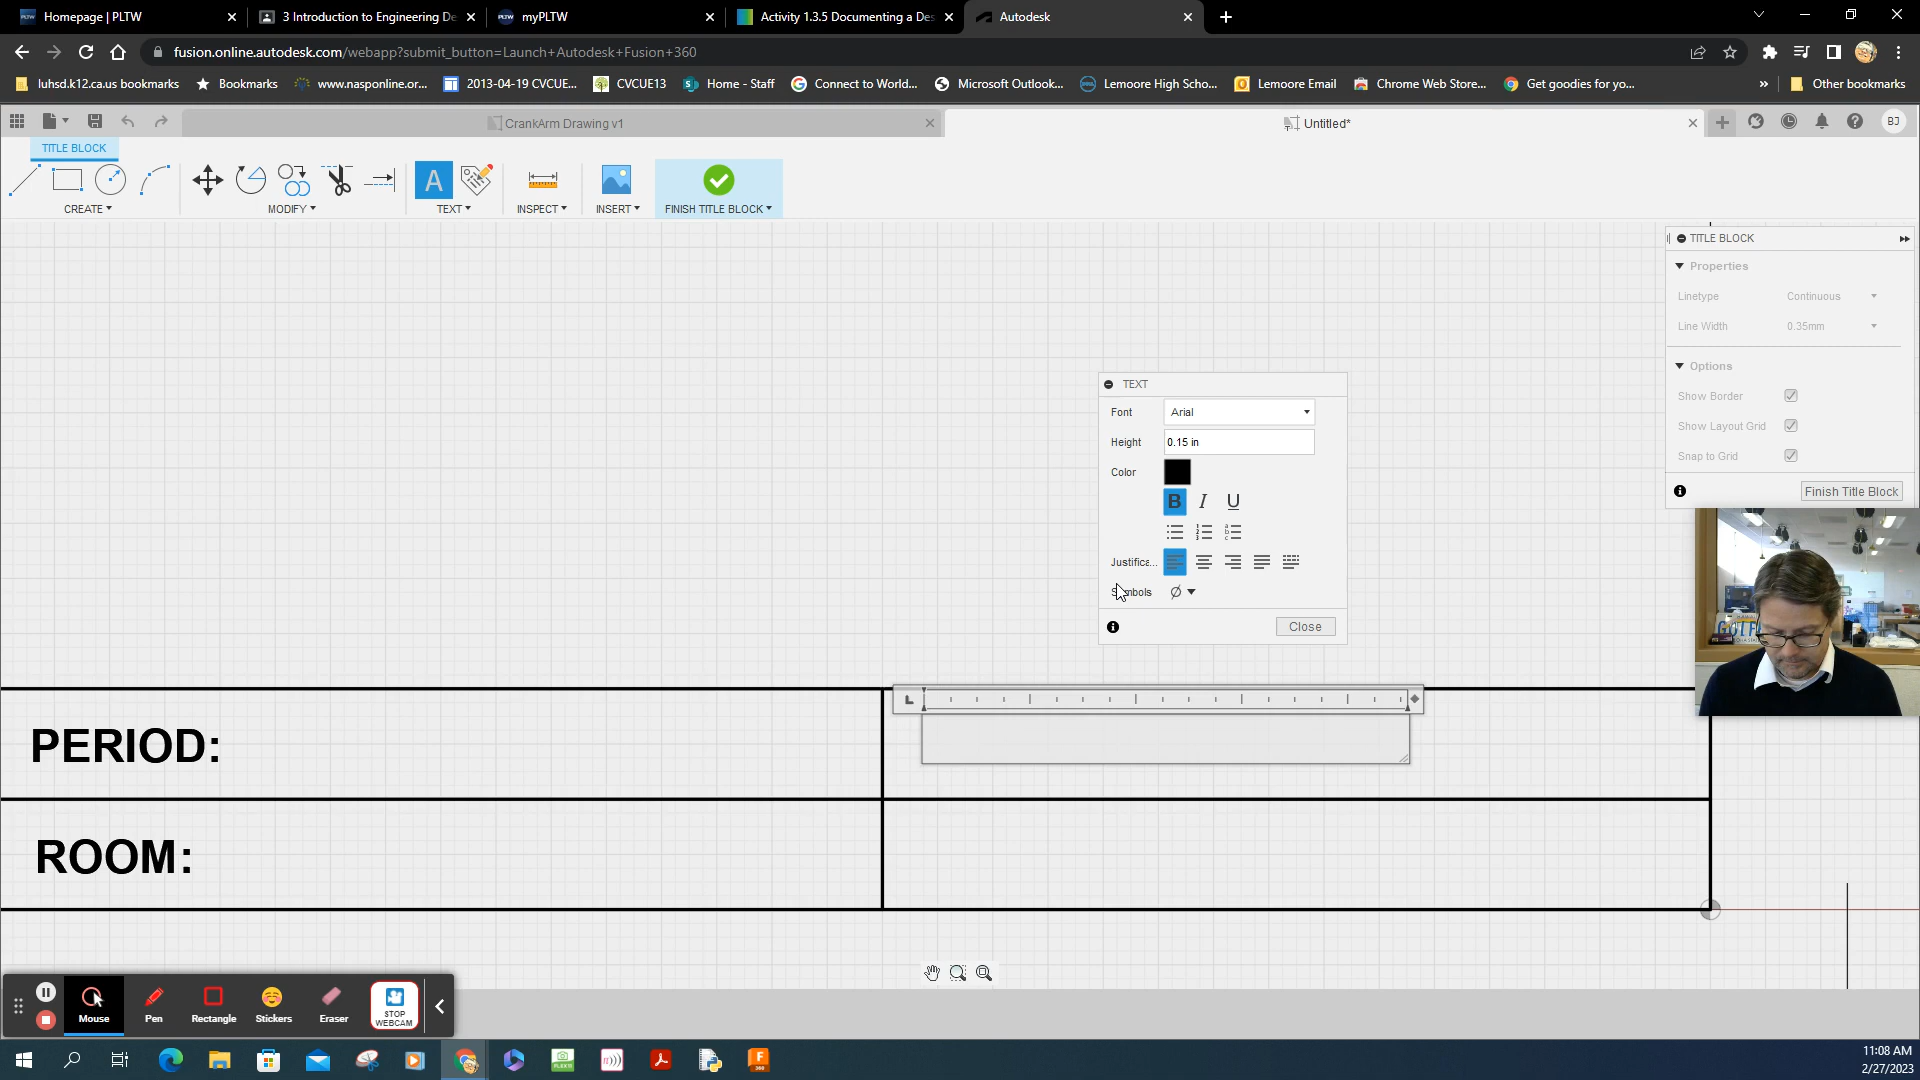 Homepage | PLTW
3 Introduction to Engineering De
myPLTW
Activity 1.3.5 Documenting a Des
Autodesk
fusion.online.autodesk.com/webapp?submit_button=Launch+Autodesk+Fusion+360
luhsd.k12.ca.us bookmarks
Bookmarks
www.nasponline.or...
2013-04-19 CVCUE...
CVCUE13
Home - Staff
Connect to World...
Microsoft Outlook...
Lemoore High Scho...
Lemoore Email
Chrome Web Store...
Get goodies for yo...
»
Other bookmarks
CrankArm Drawing v1
Untitled*
BJ
TITLE BLOCK
A
CREATE
MODIFY
TEXT
INSPECT
INSERT
FINISH TITLE BLOCK
TITLE BLOCK
Properties
Linetype Continuous
Line Width 0.35mm
Options
Show Border
Show Layout Grid
Snap to Grid
Finish Title Block
TEXT
Font Arial
Height 0.15 in
Color
B I U
Justifica...
Close
PERIOD:
ROOM:
Mouse
Pen
Rectangle
Stickers
Eraser
STOP
WEBCAM
11:08 AM
2/27/2023